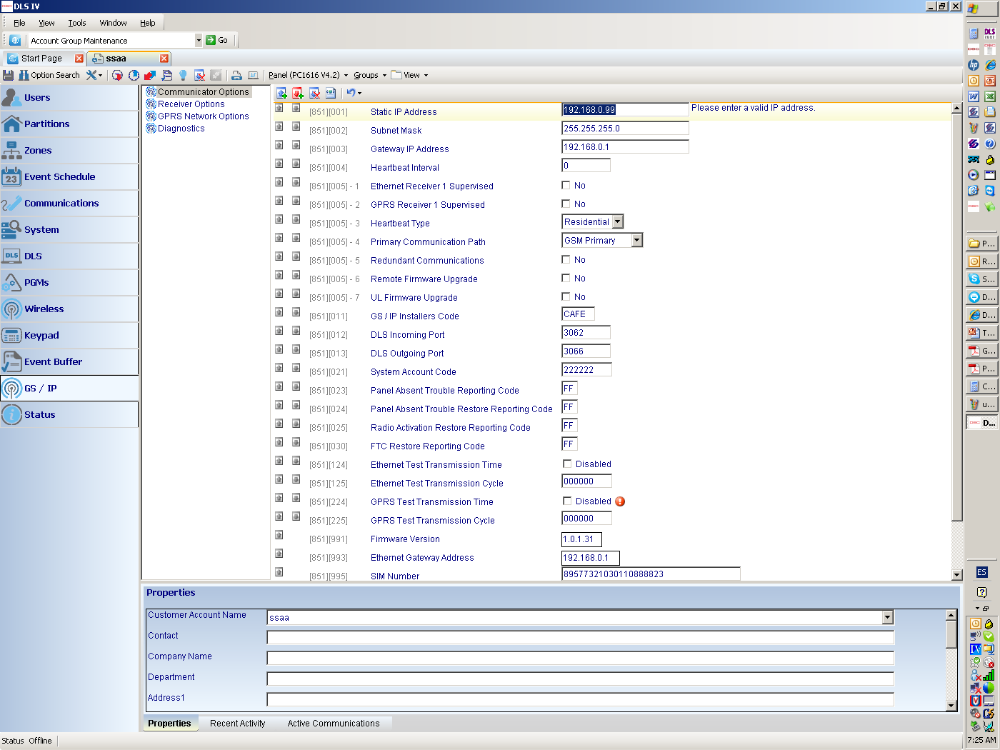 DLS IV
File View Tools Window Help
Account Group Maintenance Go
Start Page ssaa
Option Search Panel (PC1616 V4.2) Groups View
Users
Partitions
Zones
Event Schedule
23
Communications
System
DLS DLS
PGMs
Wireless
Keypad
Event Buffer
GS / IP
Status
Communicator Options
Receiver Options
GPRS Network Options
Diagnostics
[851][001] Static IP Address 192.168.0.99 Please enter a valid IP address.
[851][002] Subnet Mask 255.255.255.0
[851][003] Gateway IP Address 192.168.0.1
[851][004] Heartbeat Interval 0
[851][005] - 1 Ethernet Receiver 1 Supervised No
[851][005] - 2 GPRS Receiver 1 Supervised No
[851][005] - 3 Heartbeat Type Residential
[851][005] - 4 Primary Communication Path GSM Primary
[851][005] - 5 Redundant Communications No
[851][005] - 6 Remote Firmware Upgrade No
[851][005] - 7 UL Firmware Upgrade No
[851][011] GS / IP Installers Code CAFE
[851][012] DLS Incoming Port 3062
[851][013] DLS Outgoing Port 3066
[851][021] System Account Code 222222
[851][023] Panel Absent Trouble Reporting Code FF
[851][024] Panel Absent Trouble Restore Reporting Code FF
[851][025] Radio Activation Restore Reporting Code FF
[851][030] FTC Restore Reporting Code FF
[851][124] Ethernet Test Transmission Time Disabled
[851][125] Ethernet Test Transmission Cycle 000000
[851][224] GPRS Test Transmission Time Disabled
[851][225] GPRS Test Transmission Cycle 000000
[851][991] Firmware Version 1.0.1.31
[851][993] Ethernet Gateway Address 192.168.0.1
[851][995] SIM Number 89577321030110888823
Properties
Customer Account Name ssaa
Contact
Company Name
Department
Address1
Properties Recent Activity Active Communications
Status Offline
DLS
P...
R...
S...
D...
D...
T...
G...
P...
C...
u...
D...
ES
IV
7:25 AM